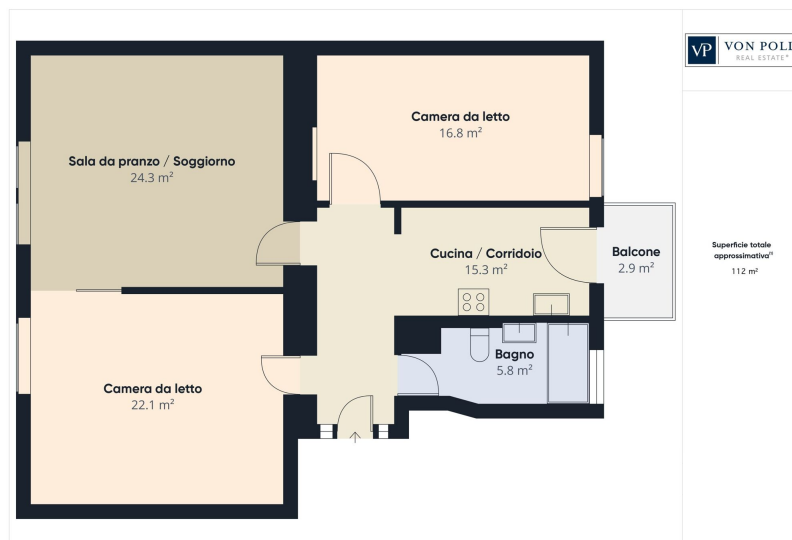 VP
VON POLL
REAL ESTATE®
Camera da letto
16.8 m²
Sala da pranzo / Soggiorno
24.3 m²
Cucina / Corridoio
15.3 m²
Balcone
2.9 m²
Superficie totale
approssimativa⁽¹⁾
112 m²
Bagno
5.8 m²
Camera da letto
22.1 m²